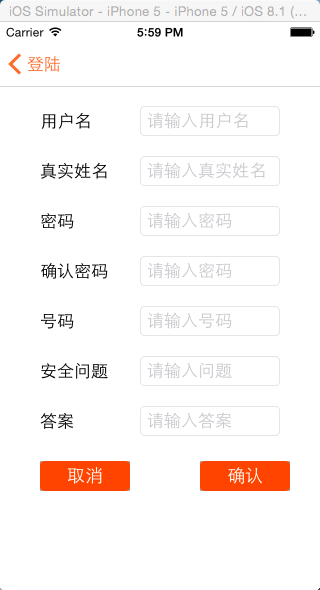 iOS Simulator - iPhone 5 - iPhone 5 / iOS 8.1 (...
Carrier 5:59 PM
登陆
用户名 请输入用户名
真实姓名 请输入真实姓名
密码 请输入密码
确认密码 请输入密码
号码 请输入号码
安全问题 请输入问题
答案 请输入答案
取消 确认